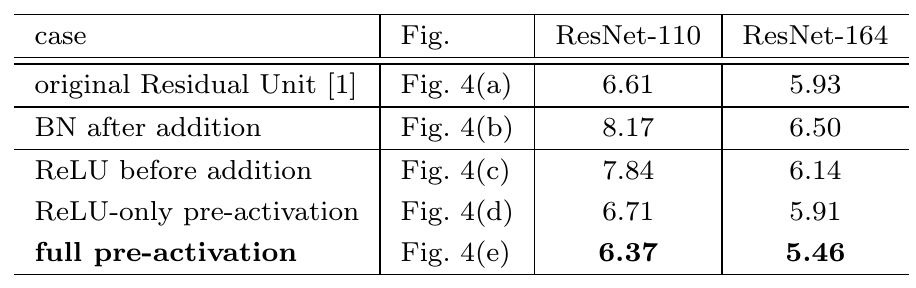 case Fig. ResNet-110 ResNet-164
original Residual Unit [1] Fig. 4(a) 6.61 5.93
BN after addition Fig. 4(b) 8.17 6.50
ReLU before addition Fig. 4(c) 7.84 6.14
ReLU-only pre-activation Fig. 4(d) 6.71 5.91
full pre-activation Fig. 4(e) 6.37 5.46